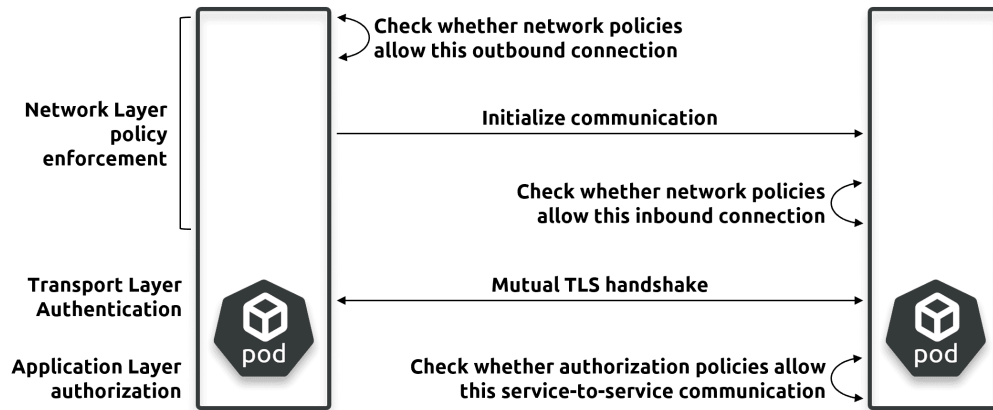 Check whether network policies
allow this outbound connection
Network Layer
policy
enforcement
Initialize communication
Check whether network policies
allow this inbound connection
Transport Layer
Authentication
Mutual TLS handshake
pod
pod
Application Layer
authorization
Check whether authorization policies allow
this service-to-service communication